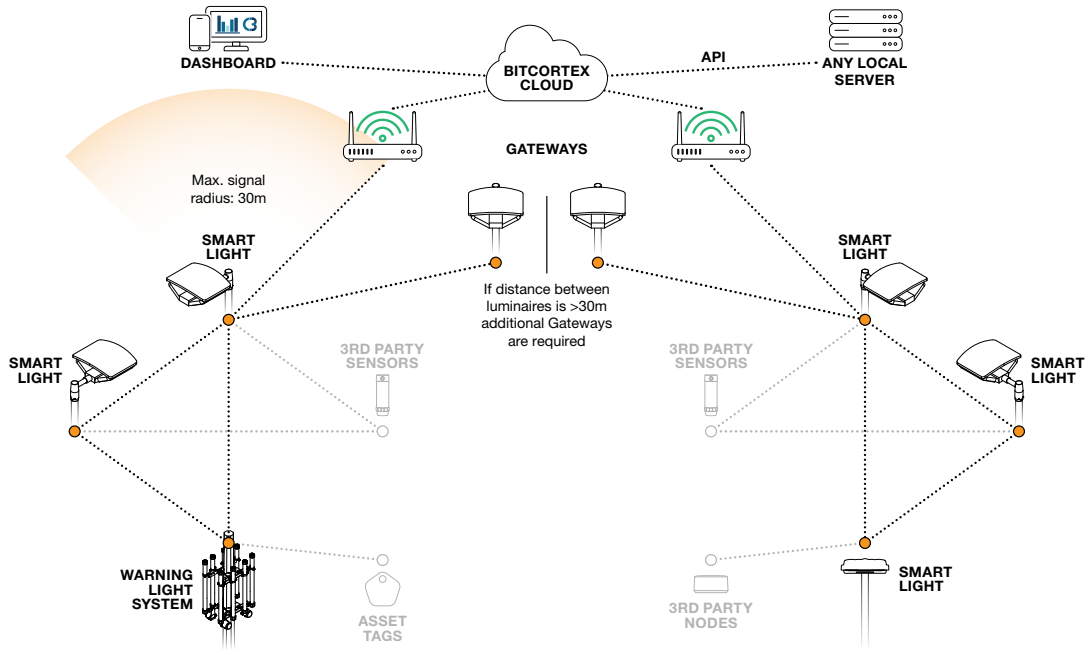 DASHBOARD
BITCORTEX
CLOUD
API
ANY LOCAL
SERVER
GATEWAYS
Max. signal
radius: 30m
SMART
LIGHT
SMART
LIGHT
If distance between
luminaires is >30m
additional Gateways
are required
SMART
LIGHT
3RD PARTY
SENSORS
3RD PARTY
SENSORS
SMART
LIGHT
WARNING
LIGHT
SYSTEM
ASSET
TAGS
3RD PARTY
NODES
SMART
LIGHT